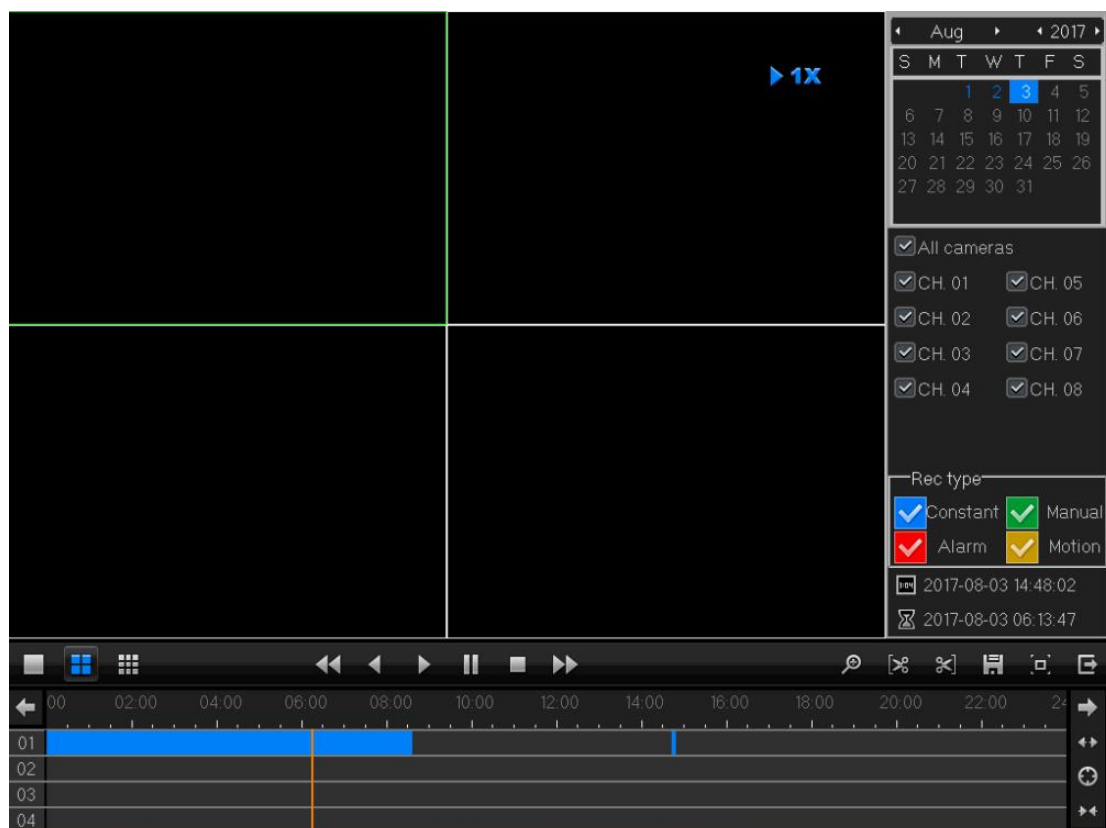 1X
Aug 2017
S M T W T F S
1 2 3 4 5
6 7 8 9 10 11 12
13 14 15 16 17 18 19
20 21 22 23 24 25 26
27 28 29 30 31
All cameras
CH. 01 CH. 05
CH. 02 CH. 06
CH. 03 CH. 07
CH. 04 CH. 08
Rec type
Constant Manual
Alarm Motion
2017-08-03 14:48:02
2017-08-03 06:13:47
00 02:00 04:00 06:00 08:00 10:00 12:00 14:00 16:00 18:00 20:00 22:00 24
01
02
03
04